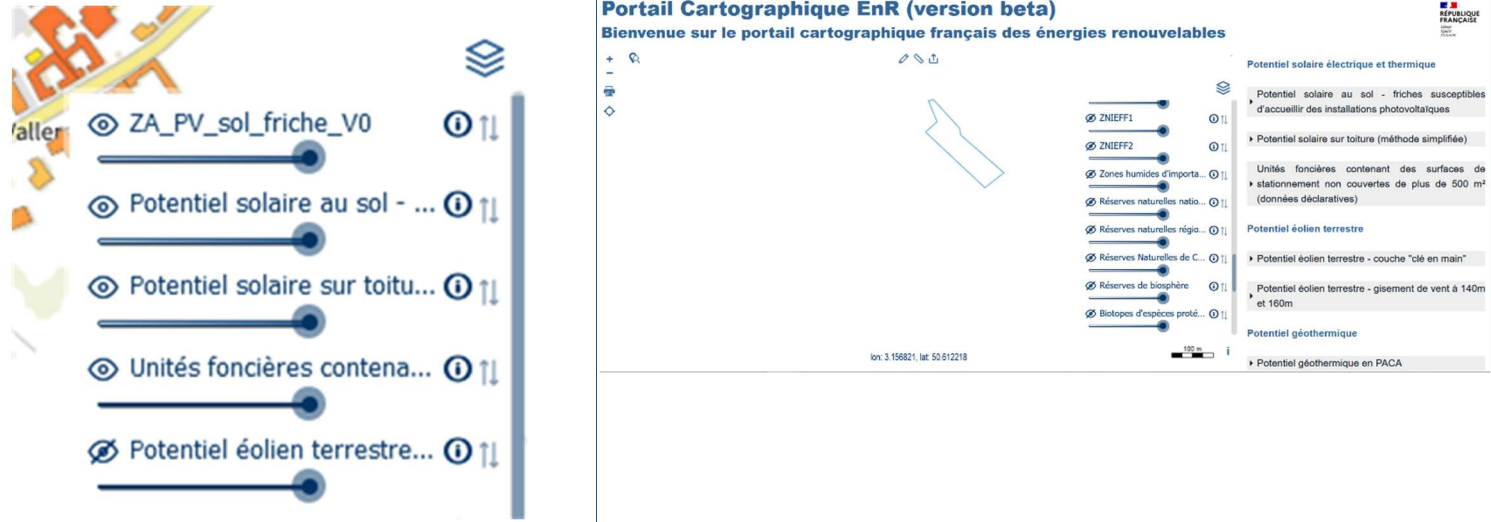 aller
ZA_PV_sol_friche_V0
Potentiel solaire au sol - ...
Potentiel solaire sur toitu...
Unités foncières contena...
Potentiel éolien terrestre...
Portail Cartographique EnR (version beta)
Bienvenue sur le portail cartographique français des énergies renouvelables
RÉPUBLIQUE
FRANÇAISE
ZNIEFF1
ZNIEFF2
Zones humides d'importa...
Réserves naturelles natio...
Réserves naturelles régio...
Réserves Naturelles de C...
Réserves de biosphère
Biotopes d'espèces proté...
lon: 3.156821, lat: 50.612218
100 m
Potentiel solaire électrique et thermique
Potentiel solaire au sol - friches susceptibles
d'accueillir des installations photovoltaïques
Potentiel solaire sur toiture (méthode simplifiée)
Unités foncières contenant des surfaces de
stationnement non couvertes de plus de 500 m²
(données déclaratives)
Potentiel éolien terrestre
Potentiel éolien terrestre - couche "clé en main"
Potentiel éolien terrestre - gisement de vent à 140m
et 160m
Potentiel géothermique
Potentiel géothermique en PACA